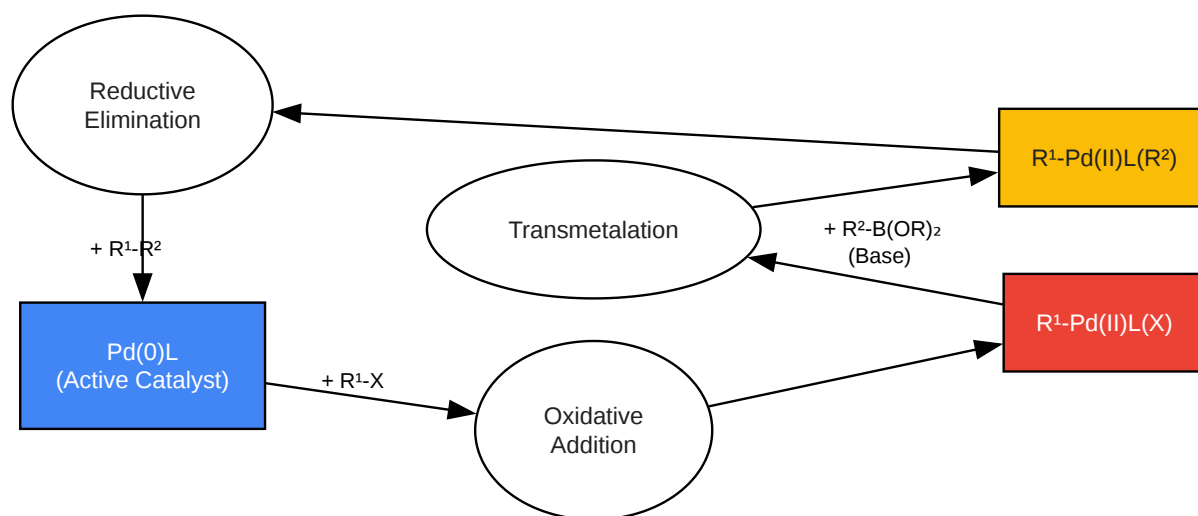 Reductive
Elimination
R¹-Pd(II)L(R²)
Transmetalation
+ R²-B(OR)₂
(Base)
+ R¹-R²
R¹-Pd(II)L(X)
Pd(0)L
(Active Catalyst)
+ R¹-X
Oxidative
Addition